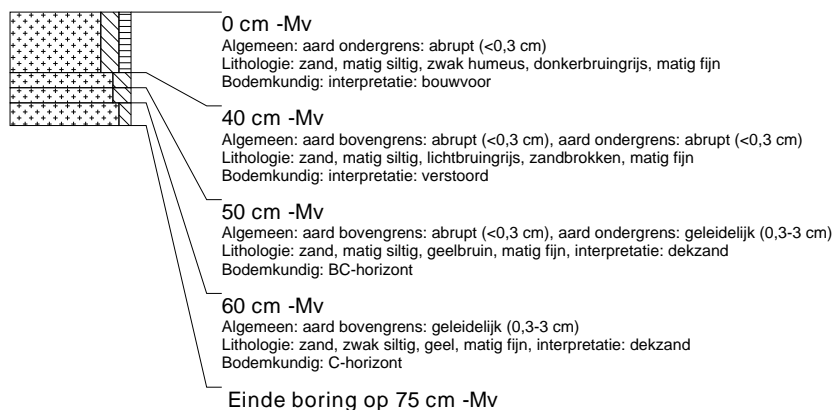 0 cm -Mv
Algemeen: aard ondergrens: abrupt (<0,3 cm)
Lithologie: zand, matig siltig, zwak humeus, donkerbruingrijs, matig fijn
Bodemkundig: interpretatie: bouwvoor
40 cm -Mv
Algemeen: aard bovengrens: abrupt (<0,3 cm), aard ondergrens: abrupt (<0,3 cm)
Lithologie: zand, matig siltig, lichtbruingrijs, zandbrokken, matig fijn
Bodemkundig: interpretatie: verstoord
50 cm -Mv
Algemeen: aard bovengrens: abrupt (<0,3 cm), aard ondergrens: geleidelijk (0,3-3 cm)
Lithologie: zand, matig siltig, geelbruin, matig fijn, interpretatie: dekzand
Bodemkundig: BC-horizont
60 cm -Mv
Algemeen: aard bovengrens: geleidelijk (0,3-3 cm)
Lithologie: zand, zwak siltig, geel, matig fijn, interpretatie: dekzand
Bodemkundig: C-horizont
Einde boring op 75 cm -Mv